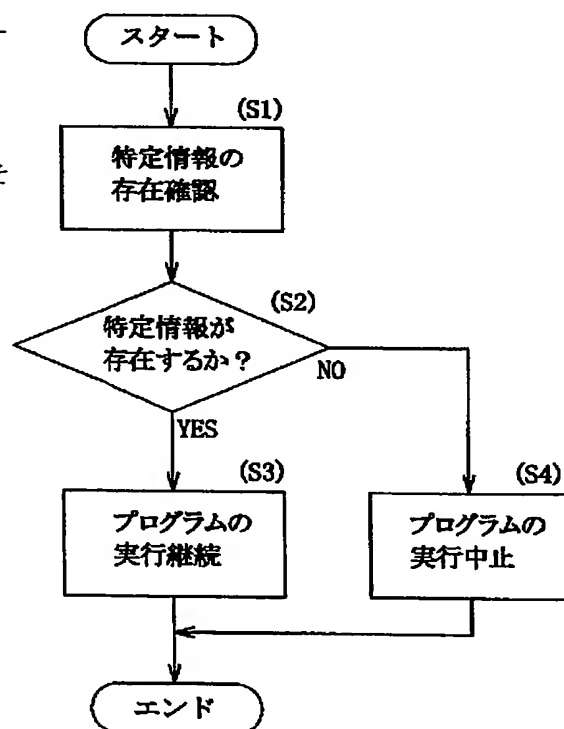 スタート
(S1)
特定情報の
存在確認
(S2)
特定情報が
存在するか？
NO
YES
(S3)
プログラムの
実行継続
(S4)
プログラムの
実行中止
エンド